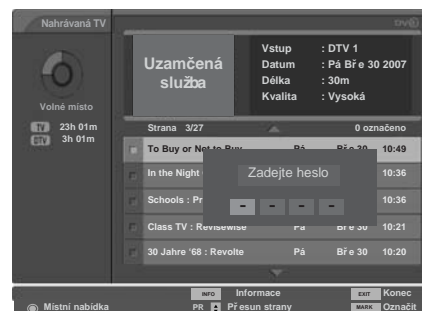 Nahrávaná TV
DVR
Uzamčená
služba
Vstup : DTV 1
Datum : Pá Bře 30 2007
Délka : 30m
Kvalita : Vysoká
Volné místo
TV 23h 01m
DTV 3h 01m
Strana 3/27 0 označeno
To Buy or Not to Buy Pá Bře 30 10:49
In the Night 10:36
Zadejte heslo
Schools : Pr 10:36
- - - -
Class TV : Revisewise Pá Bře 30 10:21
30 Jahre '68 : Revolte Pá Bře 30 10:20
INFO Informace EXIT Konec
Místní nabídka PR Přesun strany MARK Označit